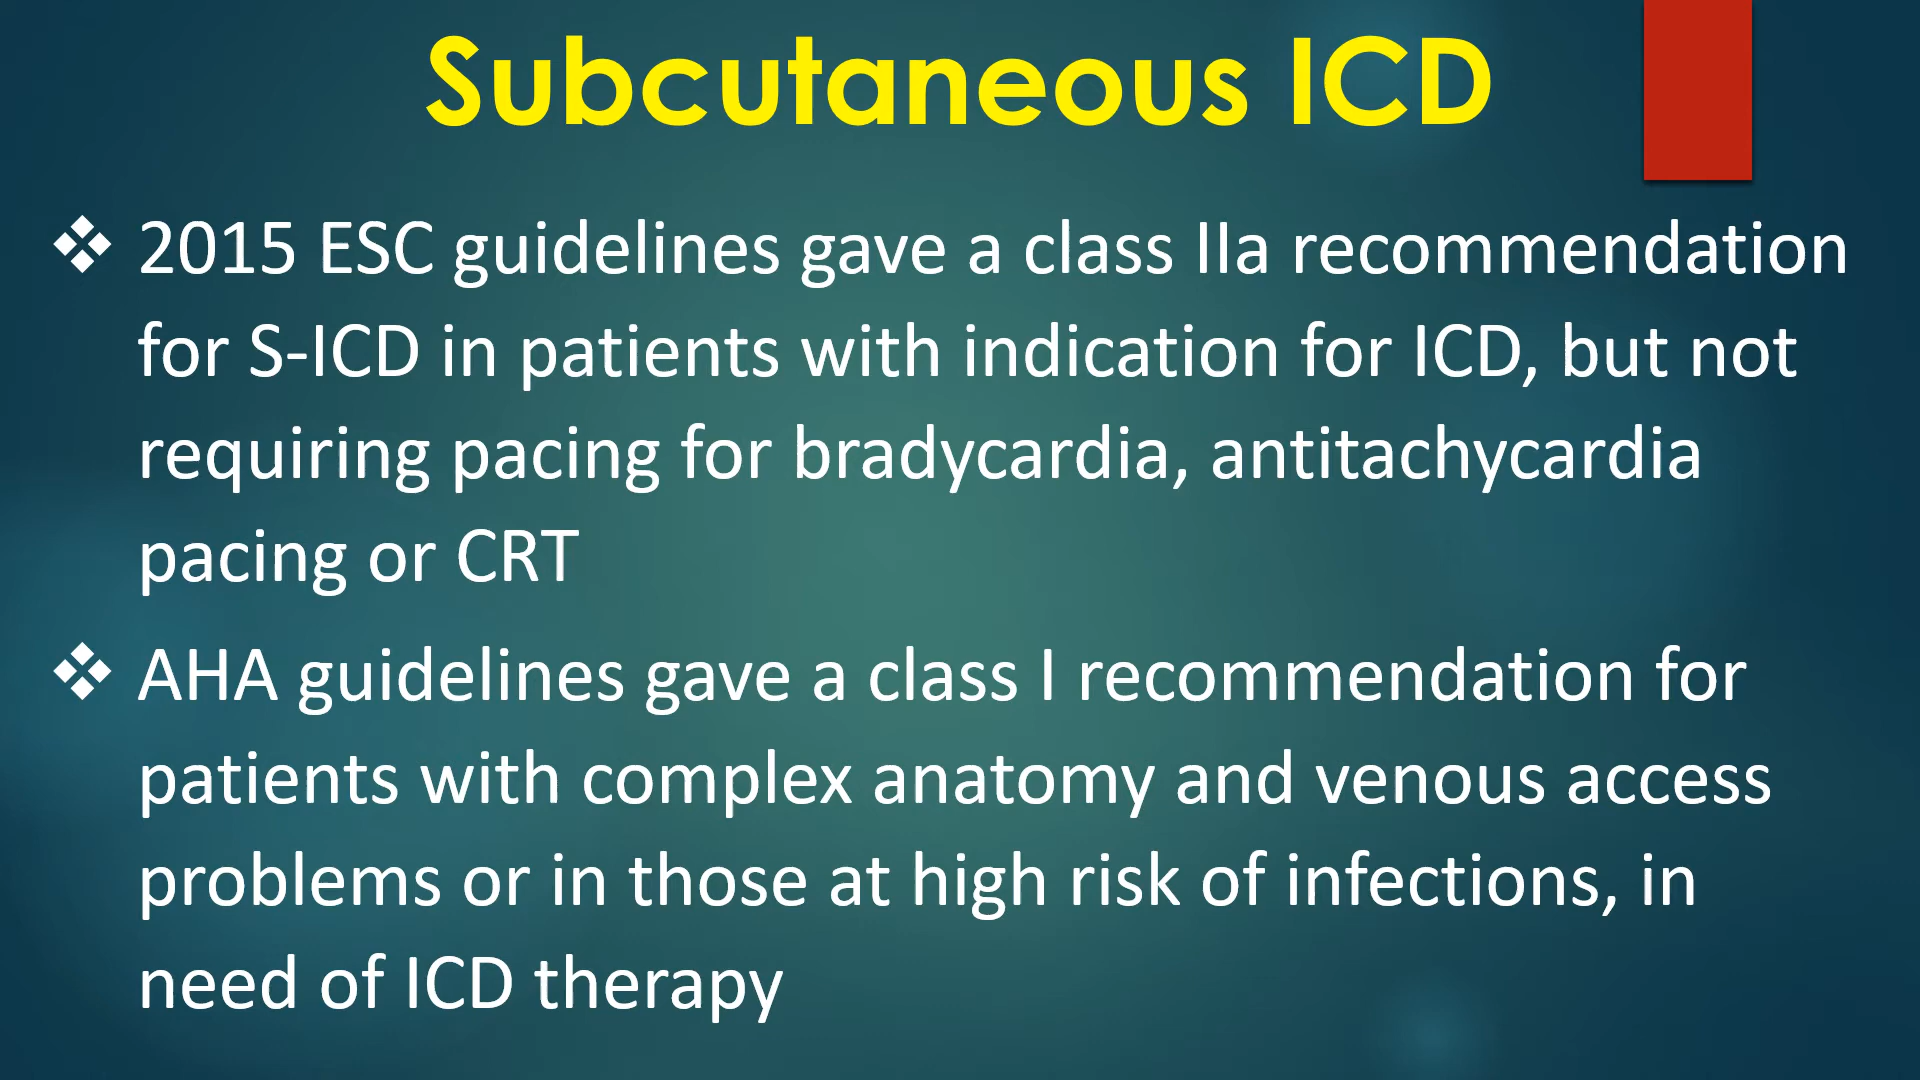 Subcutaneous ICD
❖ 2015 ESC guidelines gave a class IIa recommendation
for S-ICD in patients with indication for ICD, but not
requiring pacing for bradycardia, antitachycardia
pacing or CRT
❖ AHA guidelines gave a class I recommendation for
patients with complex anatomy and venous access
problems or in those at high risk of infections, in
need of ICD therapy